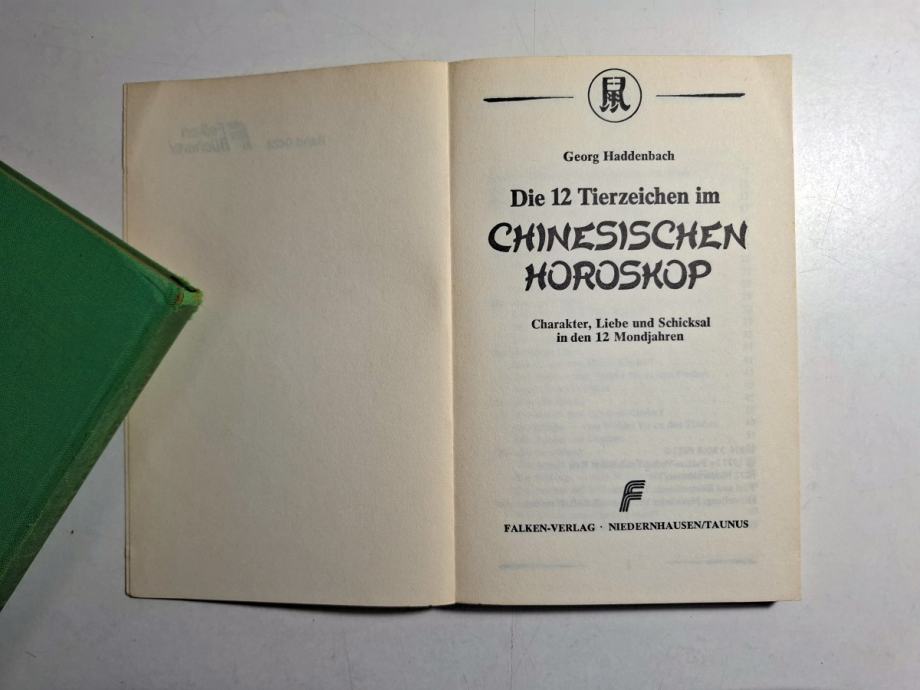 鼠
Georg Haddenbach
Die 12 Tierzeichen im
CHINESISCHEN
HOROSKOP
Charakter, Liebe und Schicksal
in den 12 Mondjahren
F
FALKEN-VERLAG · NIEDERNHAUSEN/TAUNUS